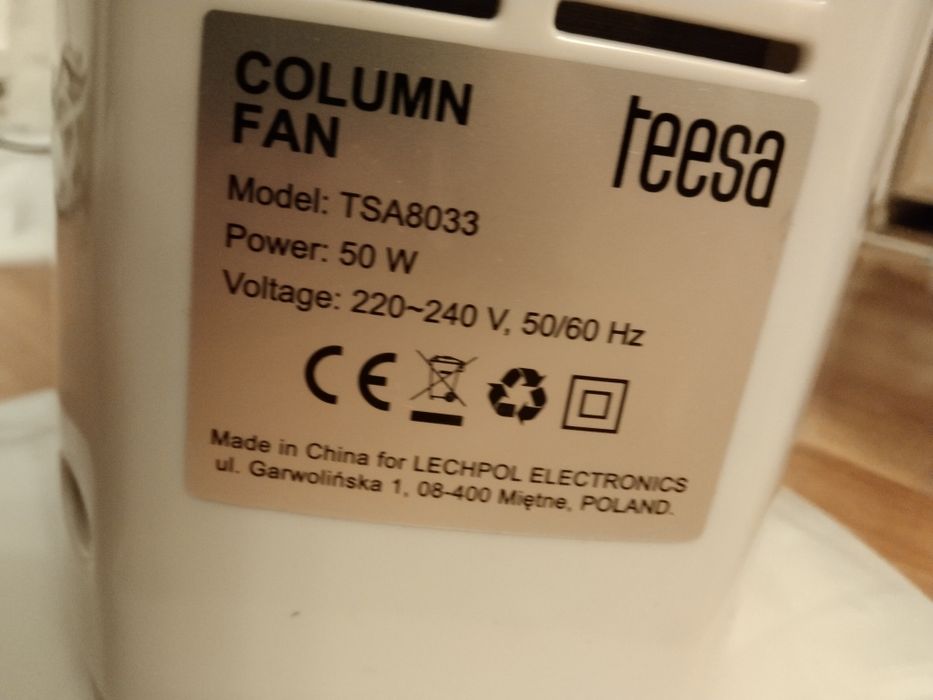 COLUMN
FAN
teesa
Model: TSA8033
Power: 50 W
Voltage: 220~240 V, 50/60 Hz
CE
Made in China for LECHPOL ELECTRONICS
ul. Garwolińska 1, 08-400 Miętne, POLAND.